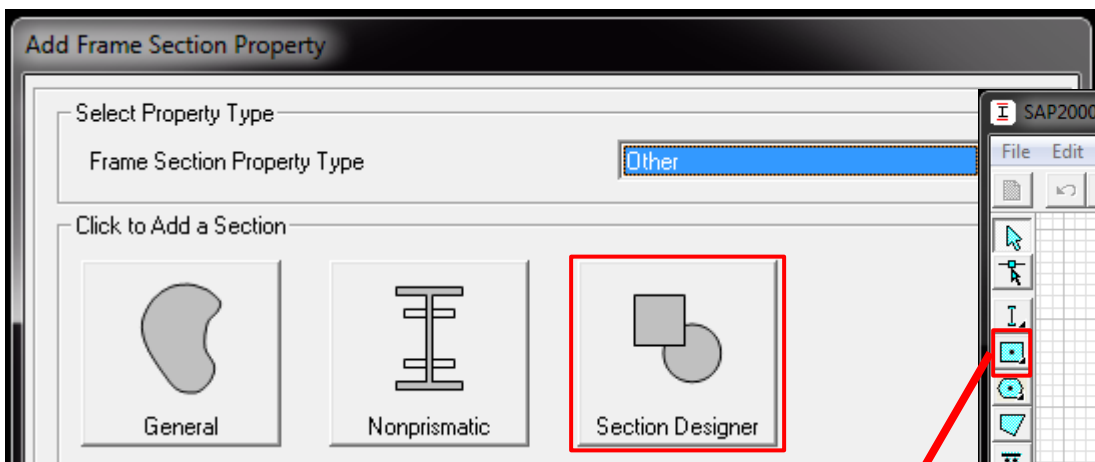 Add Frame Section Property
Select Property Type
Frame Section Property Type
Other
Click to Add a Section
General
Nonprismatic
Section Designer
SAP2000
File Edit